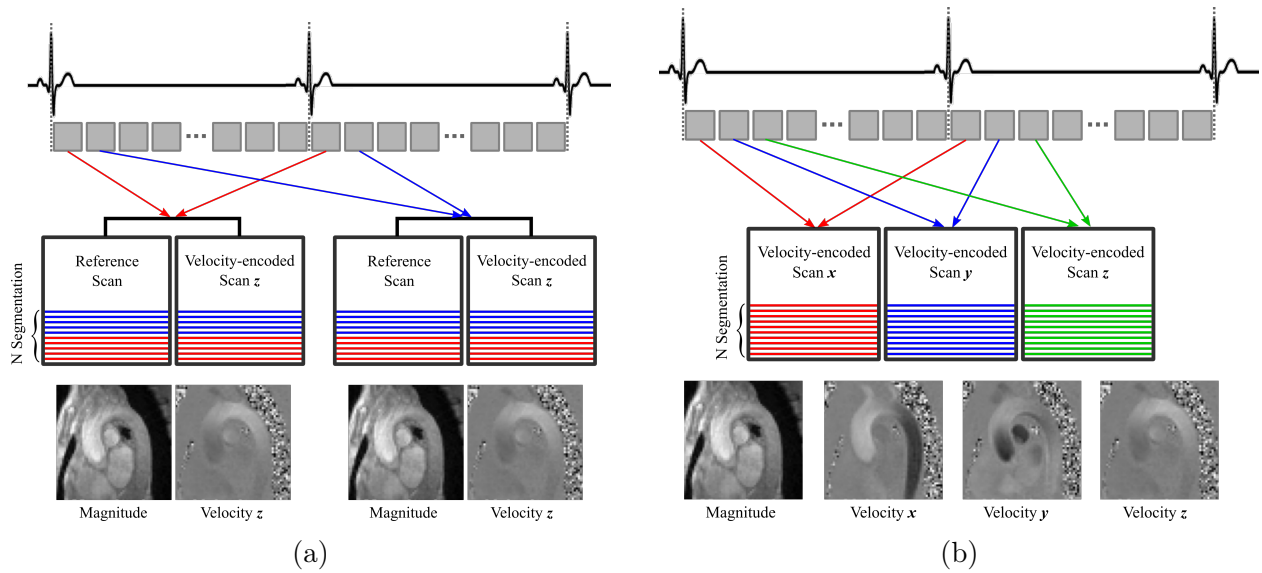 Reference
Scan
Velocity-encoded
Scan z
Reference
Scan
Velocity-encoded
Scan z
N Segmentation
Magnitude
Velocity z
Magnitude
Velocity z
(a)
Velocity-encoded
Scan x
Velocity-encoded
Scan y
Velocity-encoded
Scan z
N Segmentation
Magnitude
Velocity x
Velocity y
Velocity z
(b)